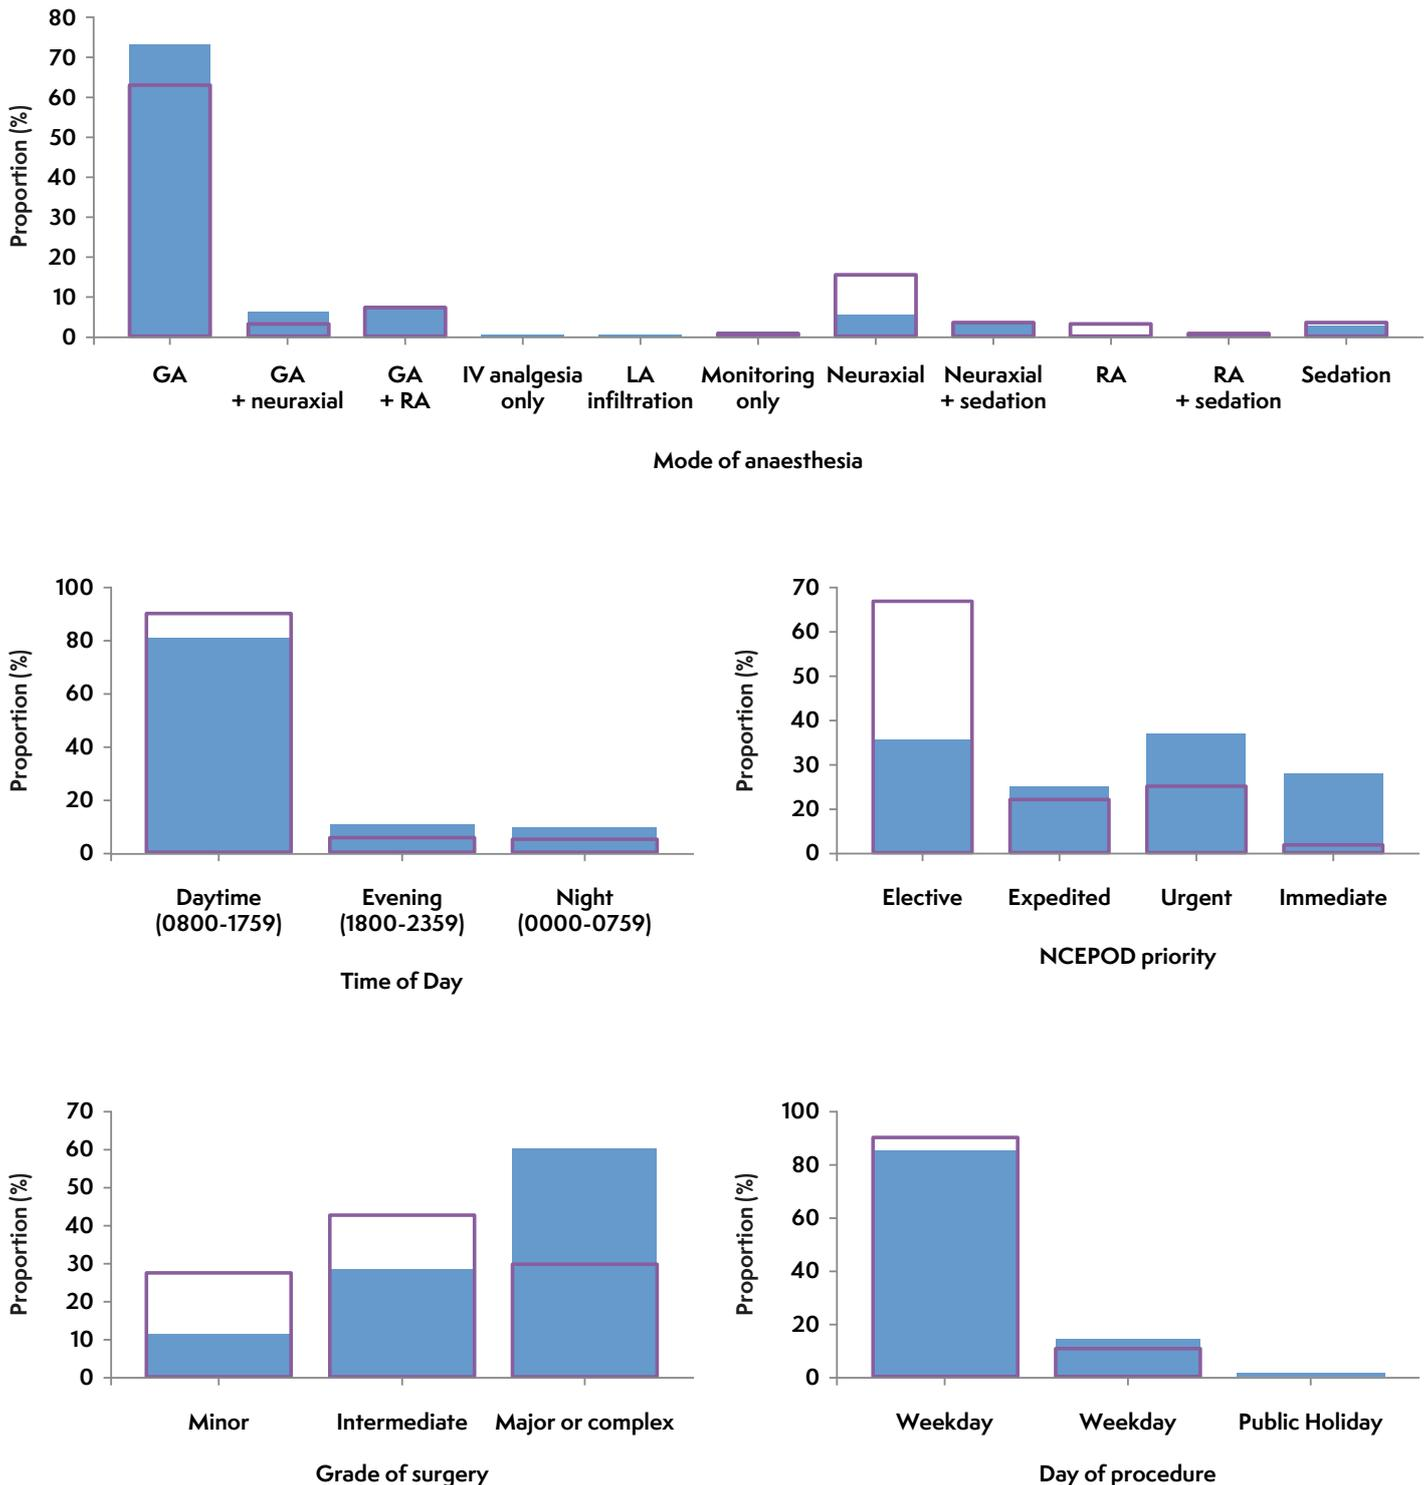 80
70
60
50
40
30
20
10
0
Proportion (%)
GA
GA
+ neuraxial
GA
+ RA
IV analgesia
only
LA
infiltration
Monitoring
only
Neuraxial
Neuraxial
+ sedation
RA
RA
+ sedation
Sedation
Mode of anaesthesia
100
80
60
40
20
0
Proportion (%)
Daytime
(0800-1759)
Evening
(1800-2359)
Night
(0000-0759)
Time of Day
70
60
50
40
30
20
0
Proportion (%)
Elective
Expedited
Urgent
Immediate
NCEPOD priority
70
60
50
40
30
20
10
0
Proportion (%)
Minor
Intermediate
Major or complex
Grade of surgery
100
80
60
40
20
0
Proportion (%)
Weekday
Weekday
Public Holiday
Day of procedure